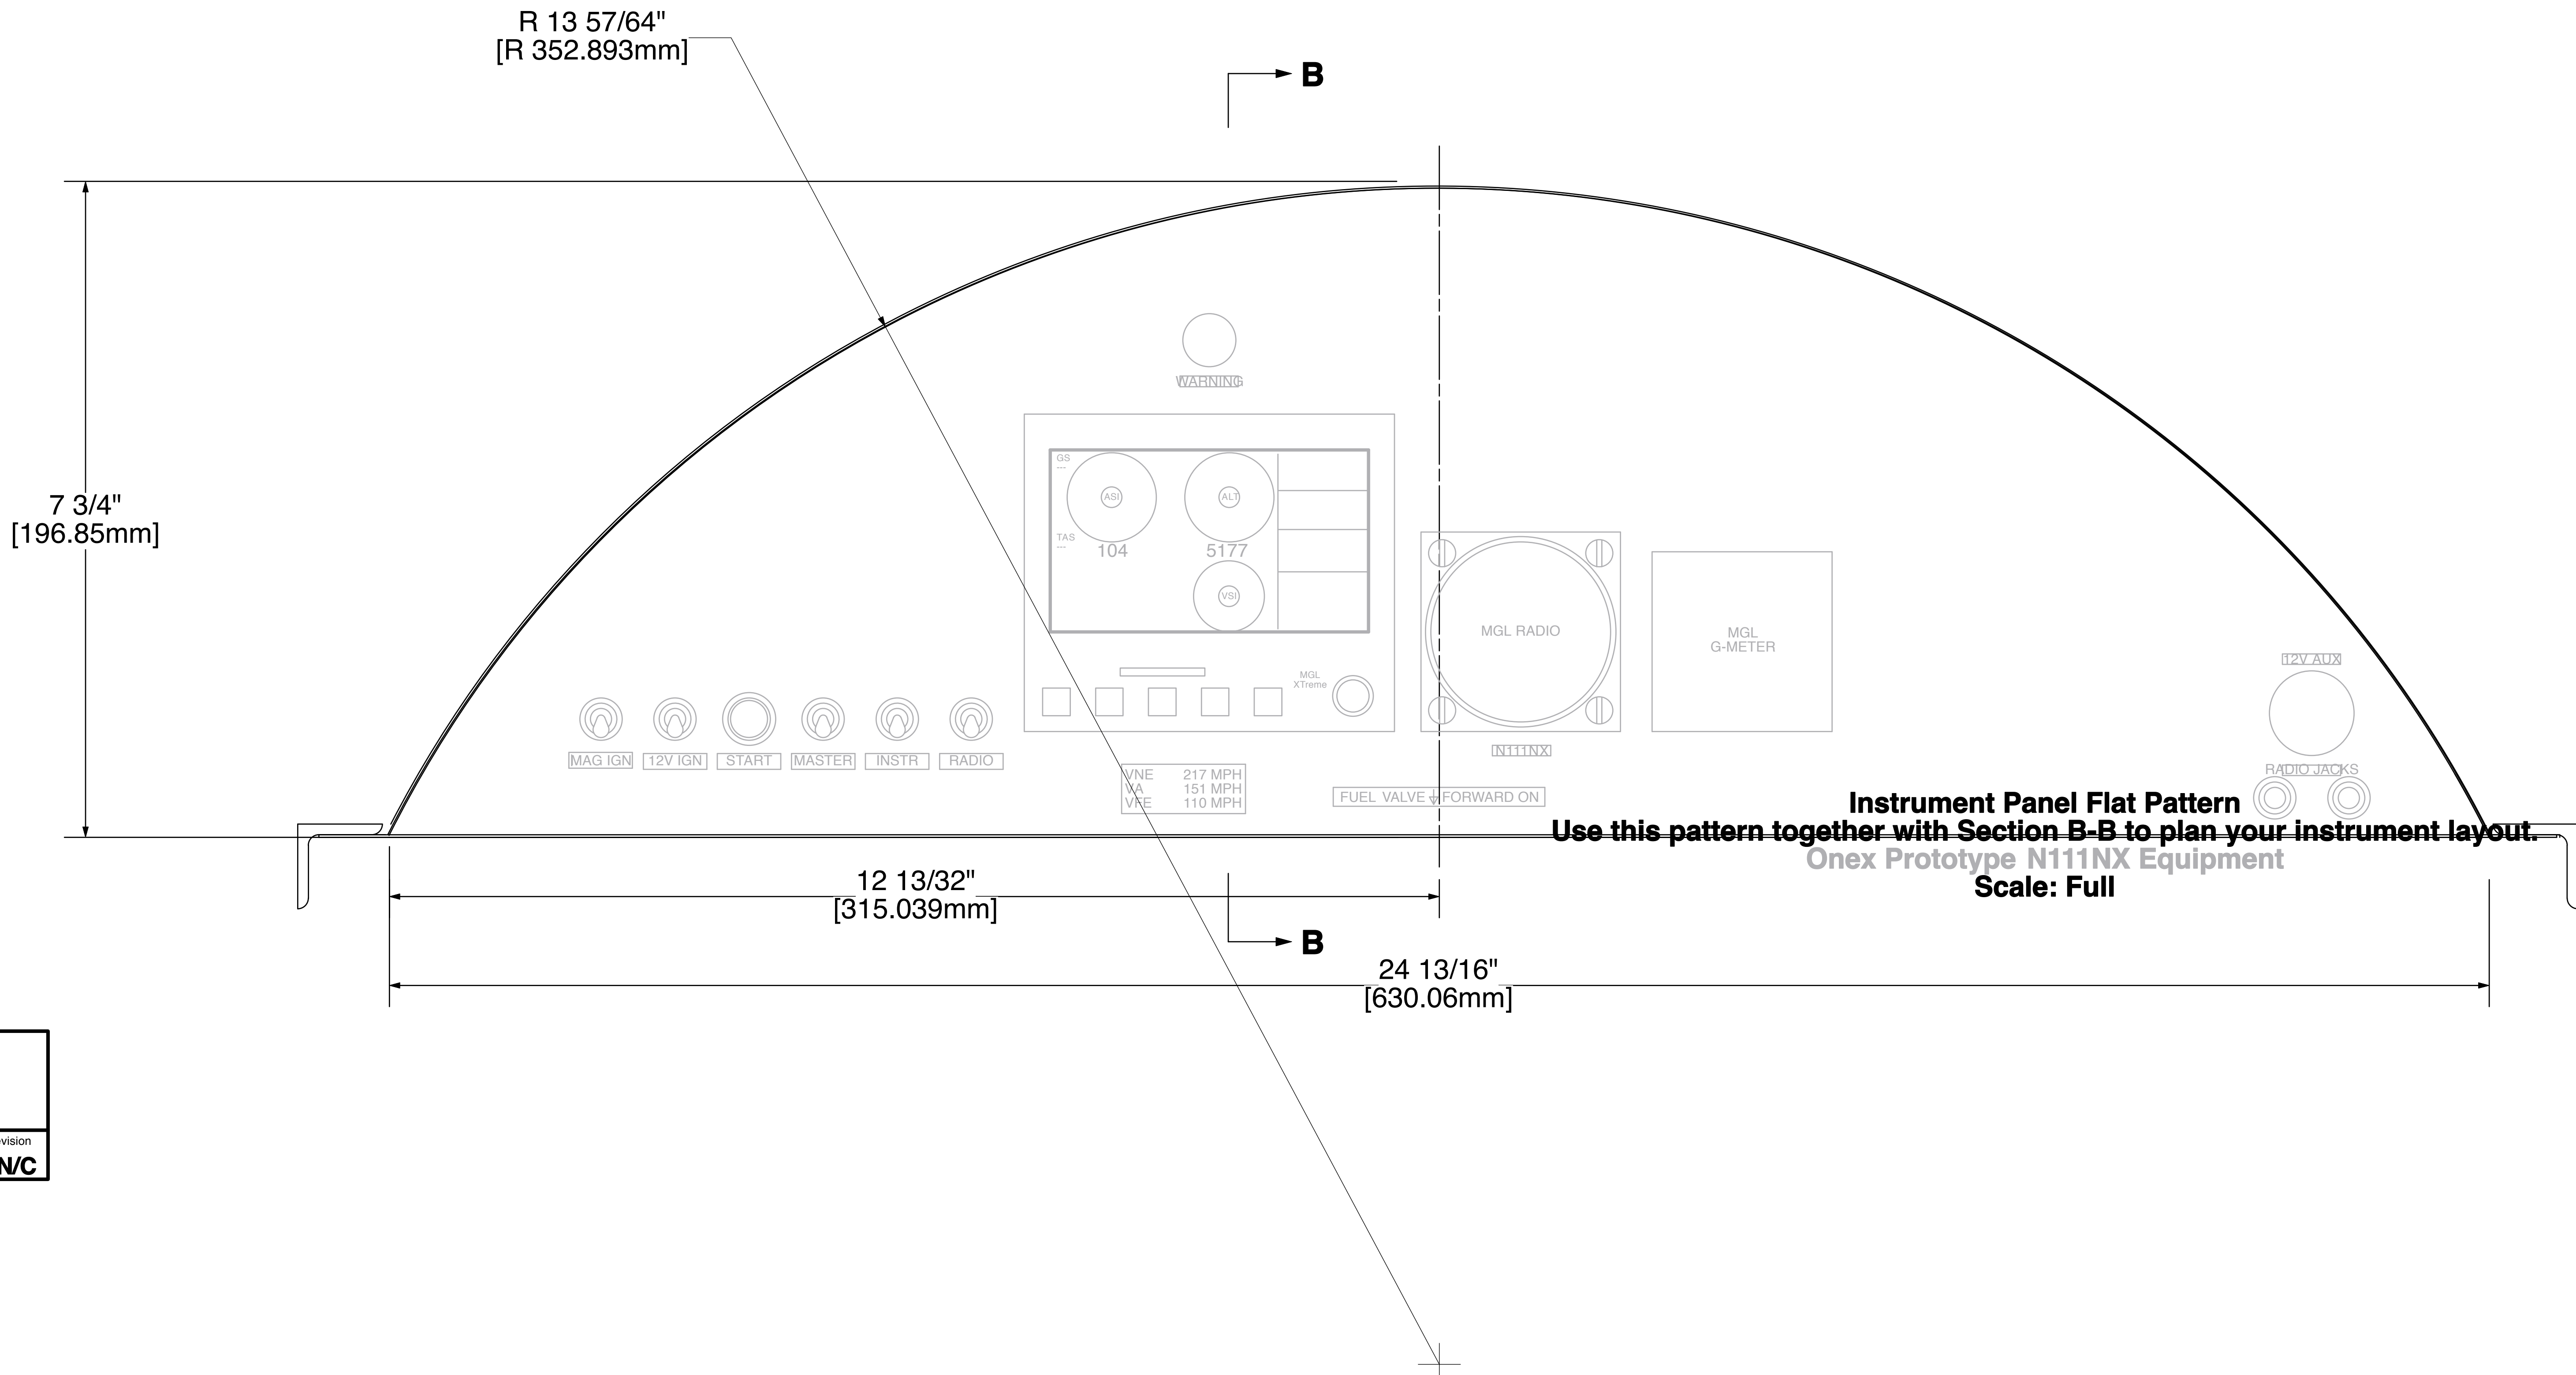 R 13 57/64"
[R 352.893mm]
B
7 3/4"
[196.85mm]
WARNING
GS
---
ASI
ALT
TAS
---
104
5177
VSI
MGL RADIO
MGL
G-METER
MGL
XTreme
12V AUX
MAG IGN
12V IGN
START
MASTER
INSTR
RADIO
N111NX
RADIO JACKS
VNE 217 MPH
VA 151 MPH
VFE 110 MPH
FUEL VALVE FORWARD ON
Instrument Panel Flat Pattern
Use this pattern together with Section B-B to plan your instrument layout.
Onex Prototype N111NX Equipment
Scale: Full
12 13/32"
[315.039mm]
B
24 13/16"
[630.06mm]
vision
N/C